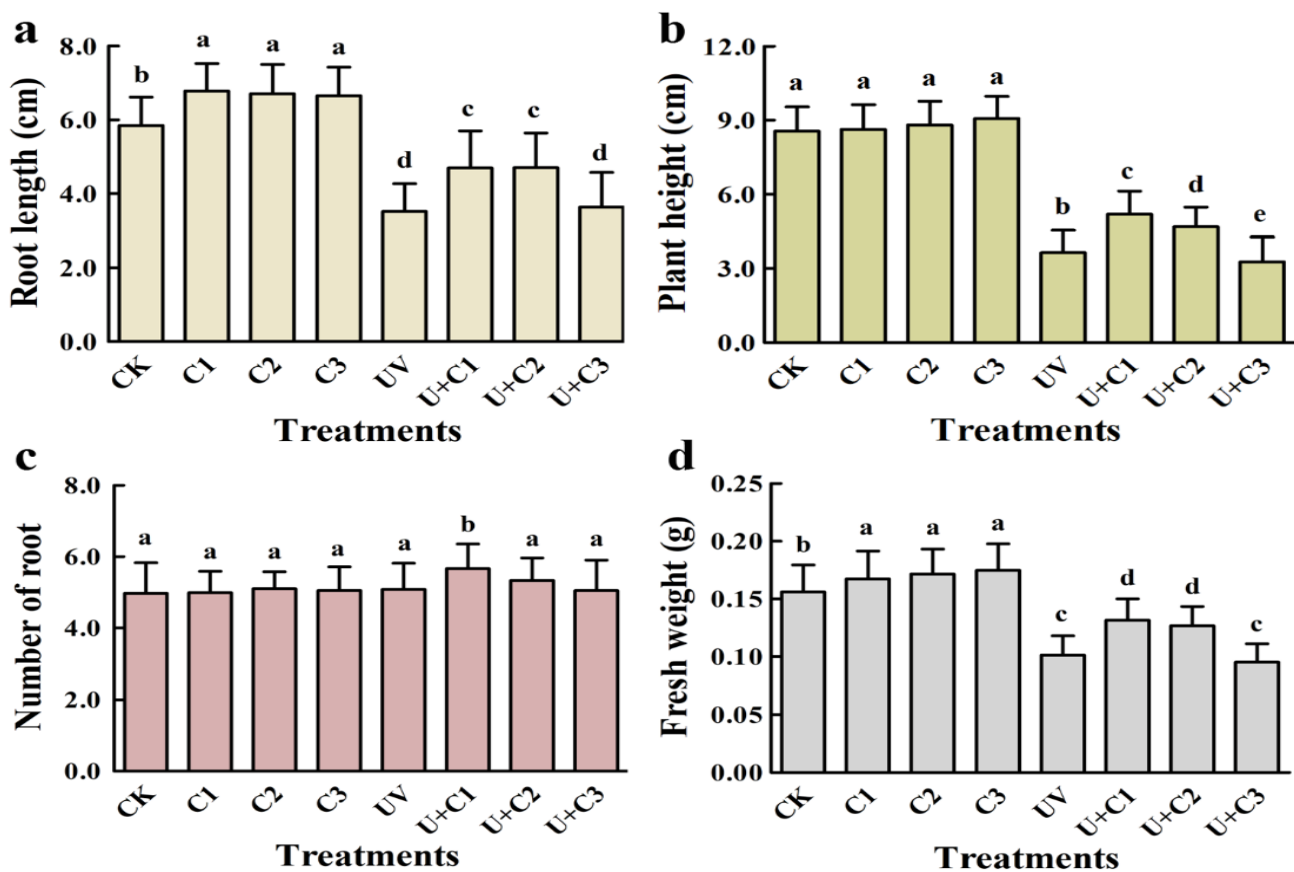 a
Root length (cm)
8.0
6.0
4.0
2.0
0.0
b a a a d c c d
CK C1 C2 C3 UV U+C1 U+C2 U+C3
Treatments
b
Plant height (cm)
12.0
9.0
6.0
3.0
0.0
a a a a b c d e
CK C1 C2 C3 UV U+C1 U+C2 U+C3
Treatments
c
Number of root
8.0
6.0
4.0
2.0
0.0
a a a a a b a a
CK C1 C2 C3 UV U+C1 U+C2 U+C3
Treatments
d
Fresh weight (g)
0.25
0.20
0.15
0.10
0.05
0.00
b a a a c d d c
CK C1 C2 C3 UV U+C1 U+C2 U+C3
Treatments